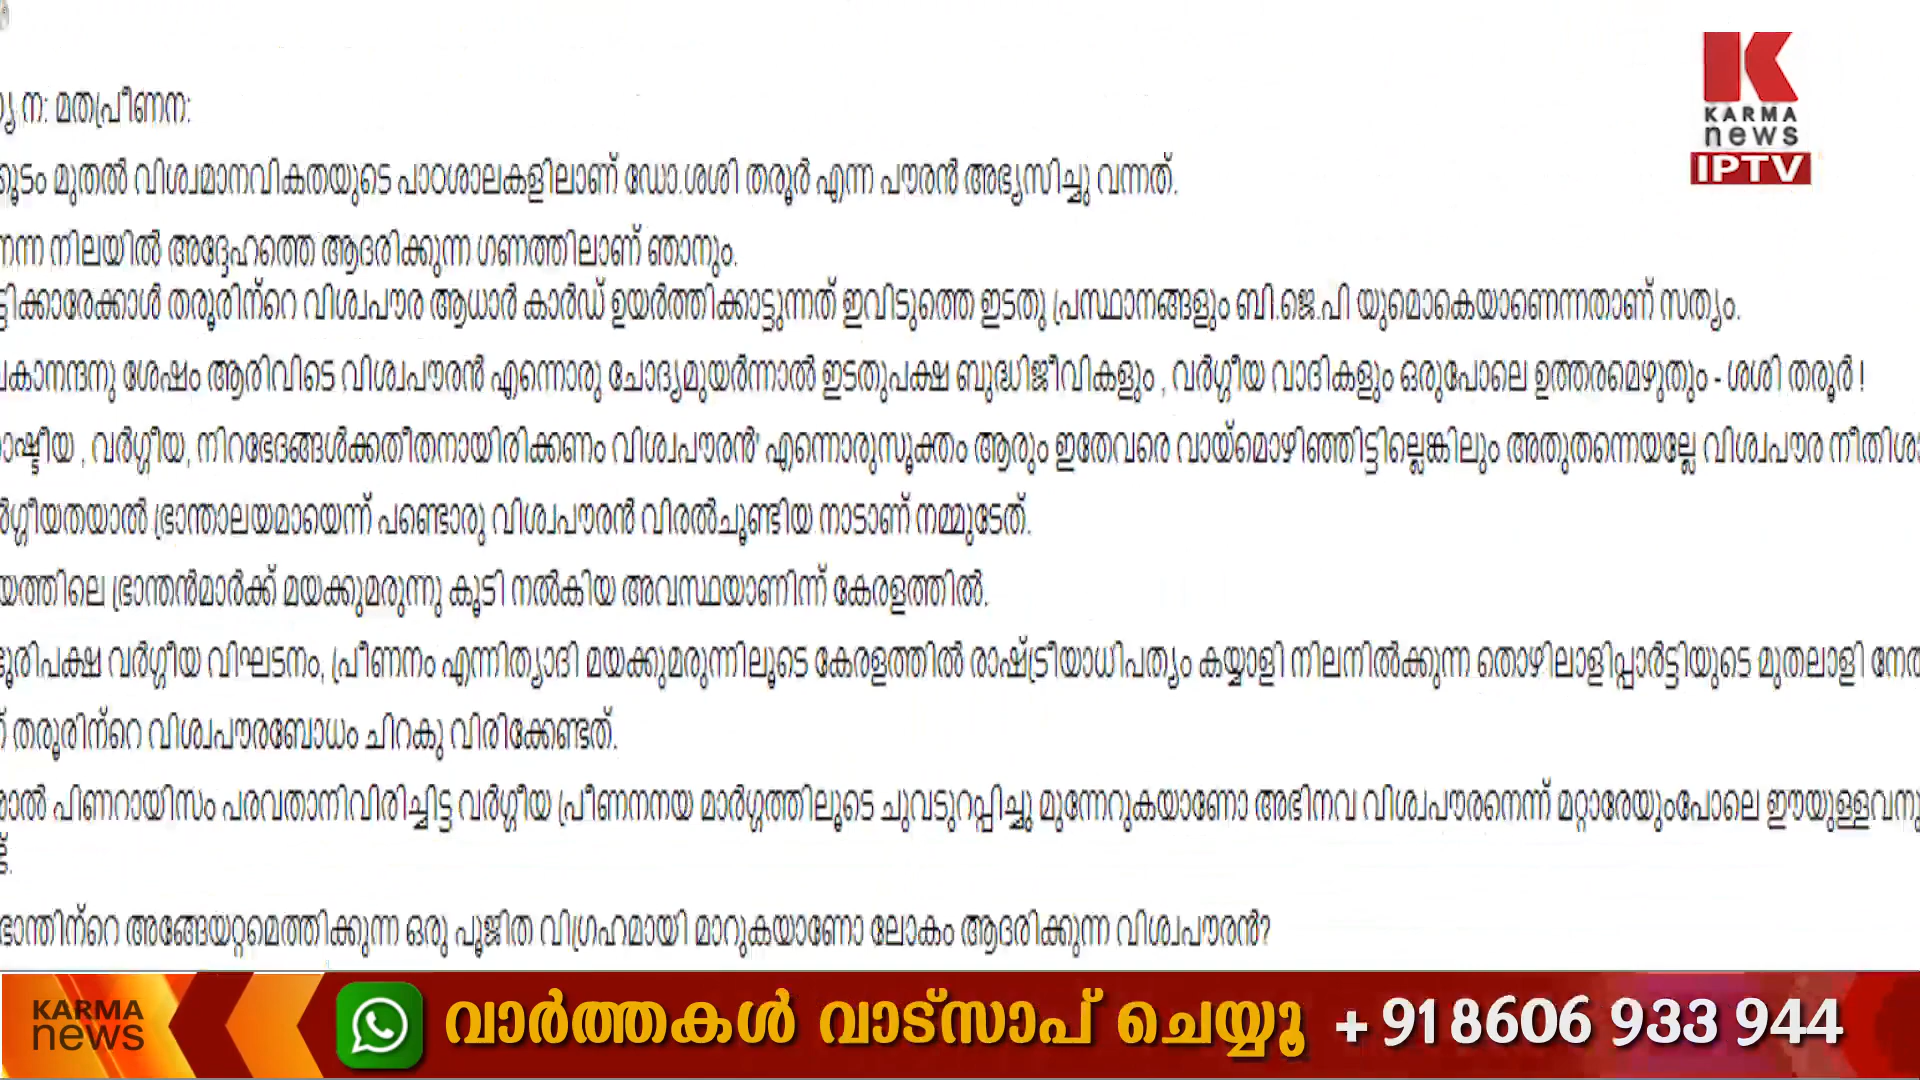 ന: മതപ്രീണന:
KARMA
news
IPTV
മുതൽ വിശ്വമാനവികതയുടെ പാഠശാലകളിലാണ് ഡോ.ശശി തരൂർ എന്ന പൗരൻ അഭ്യസിച്ചു വന്നത്.
നിലയിൽ അദ്ദേഹത്തെ ആദരിക്കുന്ന ഗണത്തിലാണ് ഞാനും.
തരൂരിന്റെ വിശ്വപൗര ആധാർ കാർഡ് ഉയർത്തിക്കാട്ടുന്നത് ഇവിടുത്തെ ഇടതു പ്രസ്ഥാനങ്ങളും ബി.ജെ.പി യുമൊകെയാണെന്നതാണ് സത്യം.
ശേഷം ആരിവിടെ വിശ്വപൗരൻ എന്നൊരു ചോദ്യമുയർന്നാൽ ഇടതുപക്ഷ ബുദ്ധിജീവികളും , വർഗ്ഗീയ വാദികളും ഒരുപോലെ ഉത്തരമെഴുതും - ശശി തരൂർ !
, വർഗ്ഗീയ, നിറഭേദങ്ങൾക്കതീതനായിരിക്കണം വിശ്വപൗരൻ' എന്നൊരുസൂക്തം ആരും ഇതേവരെ വായ്മൊഴിഞ്ഞിട്ടില്ലെങ്കിലും അതുതന്നെയല്ലേ വിശ്വപൗര
ഭ്രാന്താലയമായെന്ന് പണ്ടൊരു വിശ്വപൗരൻ വിരൽചൂണ്ടിയ നാടാണ് നമ്മുടേത്.
ഭ്രാന്തൻമാർക്ക് മയക്കുമരുന്നു കൂടി നൽകിയ അവസ്ഥയാണിന്ന് കേരളത്തിൽ.
വർഗ്ഗീയ വിഘടനം, പ്രീണനം എന്നിത്യാദി മയക്കുമരുന്നിലൂടെ കേരളത്തിൽ രാഷ്ട്രീയാധിപത്യം കയ്യാളി നിലനിൽക്കുന്ന തൊഴിലാളിപ്പാർട്ടിയുടെ മുതലാളി
തരൂരിന്റെ വിശ്വപൗരബോധം ചിറകു വിരിക്കേണ്ടത്.
പിണറായിസം പരവതാനിവിരിച്ചിട്ട വർഗ്ഗീയ പ്രീണനനയ മാർഗ്ഗത്തിലൂടെ ചുവടുറപ്പിച്ചു മുന്നേറുകയാണോ അഭിനവ വിശ്വപൗരനെന്ന് മറ്റാരേയുംപോലെ
അങ്ങേയറ്റമെത്തിക്കുന്ന ഒരു പൂജിത വിഗ്രഹമായി മാറുകയാണോ ലോകം ആദരിക്കുന്ന വിശ്വപൗരൻ?
KARMA
news
വാർത്തകൾ വാട്സാപ് ചെയ്യൂ +91 8606 933 944